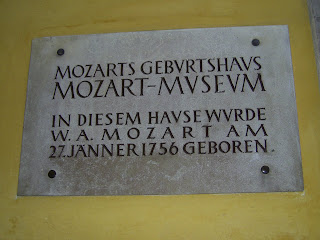 MOZARTS GEBVRTSHAVS
MOZART-MVSEVM
IN DIESEM HAVSE WVRDE
W. A. MOZART AM
27. JÄNNER 1756 GEBOREN.